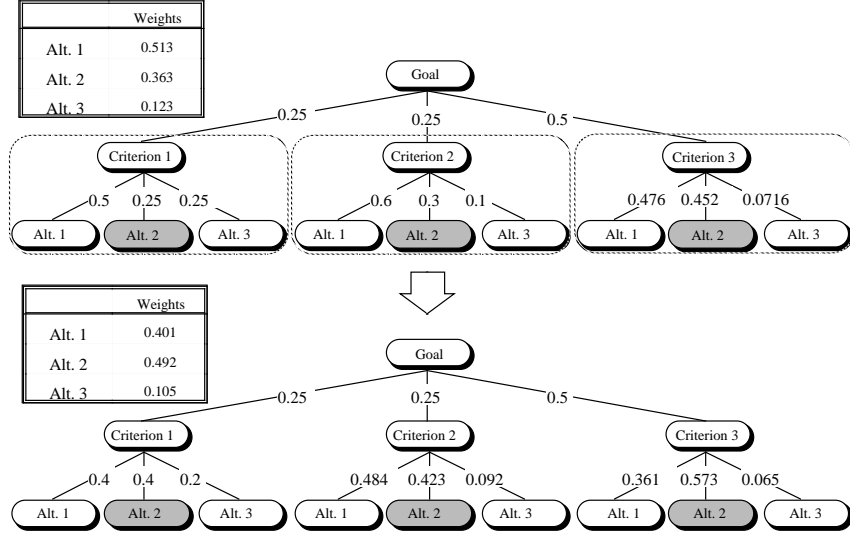 Weights
Alt. 1 0.513
Alt. 2 0.363
Alt. 3 0.123
Goal
0.25 0.25 0.5
Criterion 1 Criterion 2 Criterion 3
0.5 0.25 0.25 0.6 0.3 0.1 0.476 0.452 0.0716
Alt. 1 Alt. 2 Alt. 3 Alt. 1 Alt. 2 Alt. 3 Alt. 1 Alt. 2 Alt. 3
Weights
Alt. 1 0.401
Alt. 2 0.492
Alt. 3 0.105
Goal
0.25 0.25 0.5
Criterion 1 Criterion 2 Criterion 3
0.4 0.4 0.2 0.484 0.423 0.092 0.361 0.573 0.065
Alt. 1 Alt. 2 Alt. 3 Alt. 1 Alt. 2 Alt. 3 Alt. 1 Alt. 2 Alt. 3